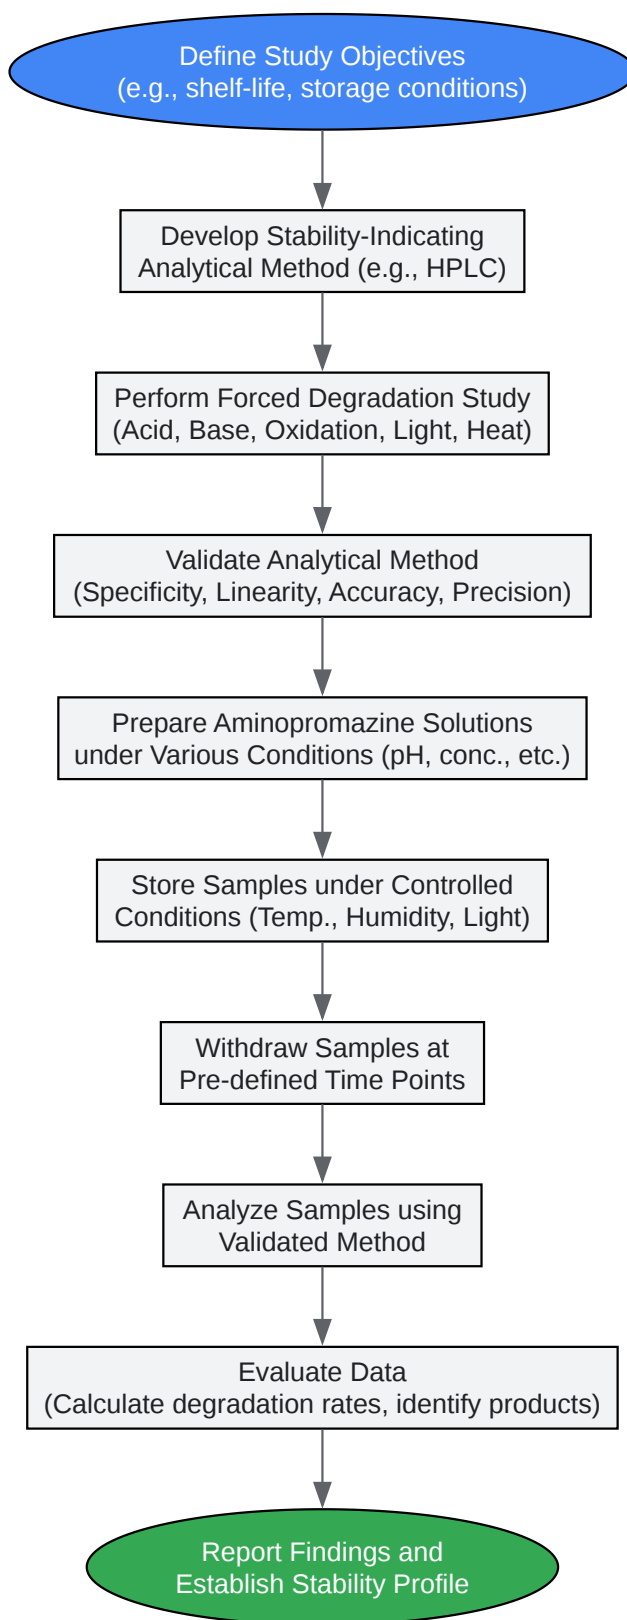 Define Study Objectives
(e.g., shelf-life, storage conditions)
Develop Stability-Indicating
Analytical Method (e.g., HPLC)
Perform Forced Degradation Study
(Acid, Base, Oxidation, Light, Heat)
Validate Analytical Method
(Specificity, Linearity, Accuracy, Precision)
Prepare Aminopromazine Solutions
under Various Conditions (pH, conc., etc.)
Store Samples under Controlled
Conditions (Temp., Humidity, Light)
Withdraw Samples at
Pre-defined Time Points
Analyze Samples using
Validated Method
Evaluate Data
(Calculate degradation rates, identify products)
Report Findings and
Establish Stability Profile